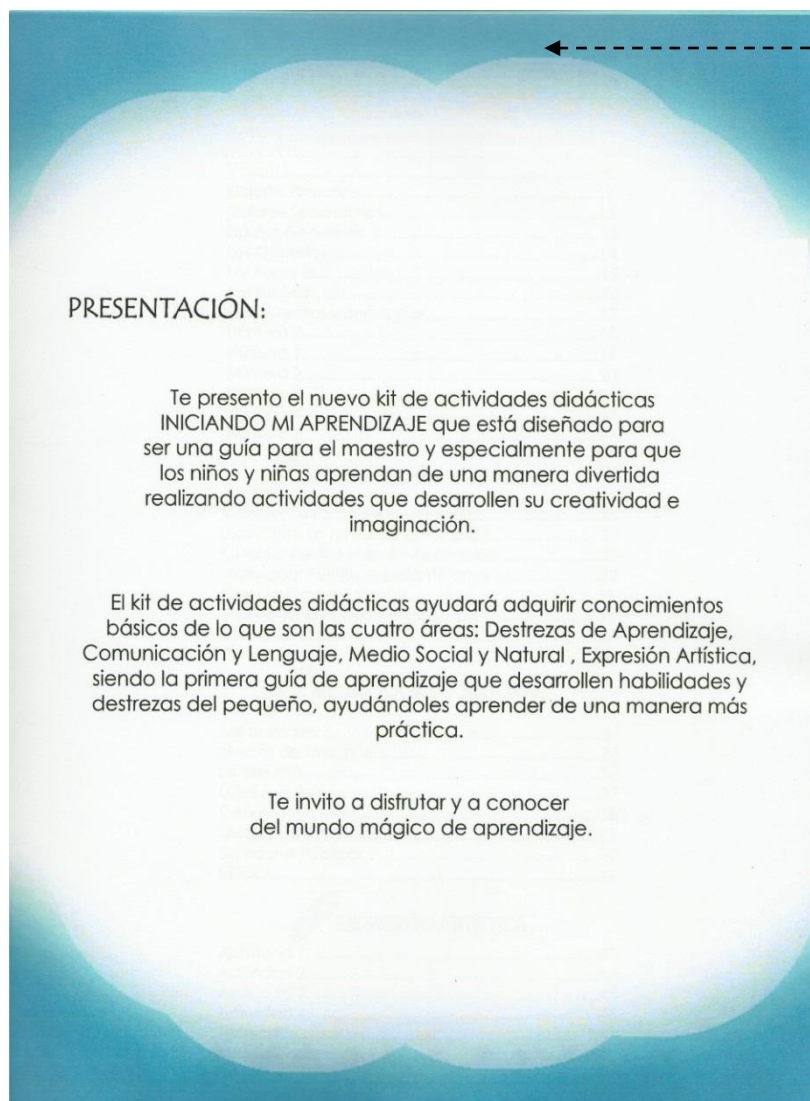 PRESENTACIÓN:
Te presento el nuevo kit de actividades didácticas
INICIANDO MI APRENDIZAJE que está diseñado para
ser una guía para el maestro y especialmente para que
los niños y niñas aprendan de una manera divertida
realizando actividades que desarrollen su creatividad e
imaginación.
El kit de actividades didácticas ayudará adquirir conocimientos
básicos de lo que son las cuatro áreas: Destrezas de Aprendizaje,
Comunicación y Lenguaje, Medio Social y Natural , Expresión Artística,
siendo la primera guía de aprendizaje que desarrollen habilidades y
destrezas del pequeño, ayudándoles aprender de una manera más
práctica.
Te invito a disfrutar y a conocer
del mundo mágico de aprendizaje.